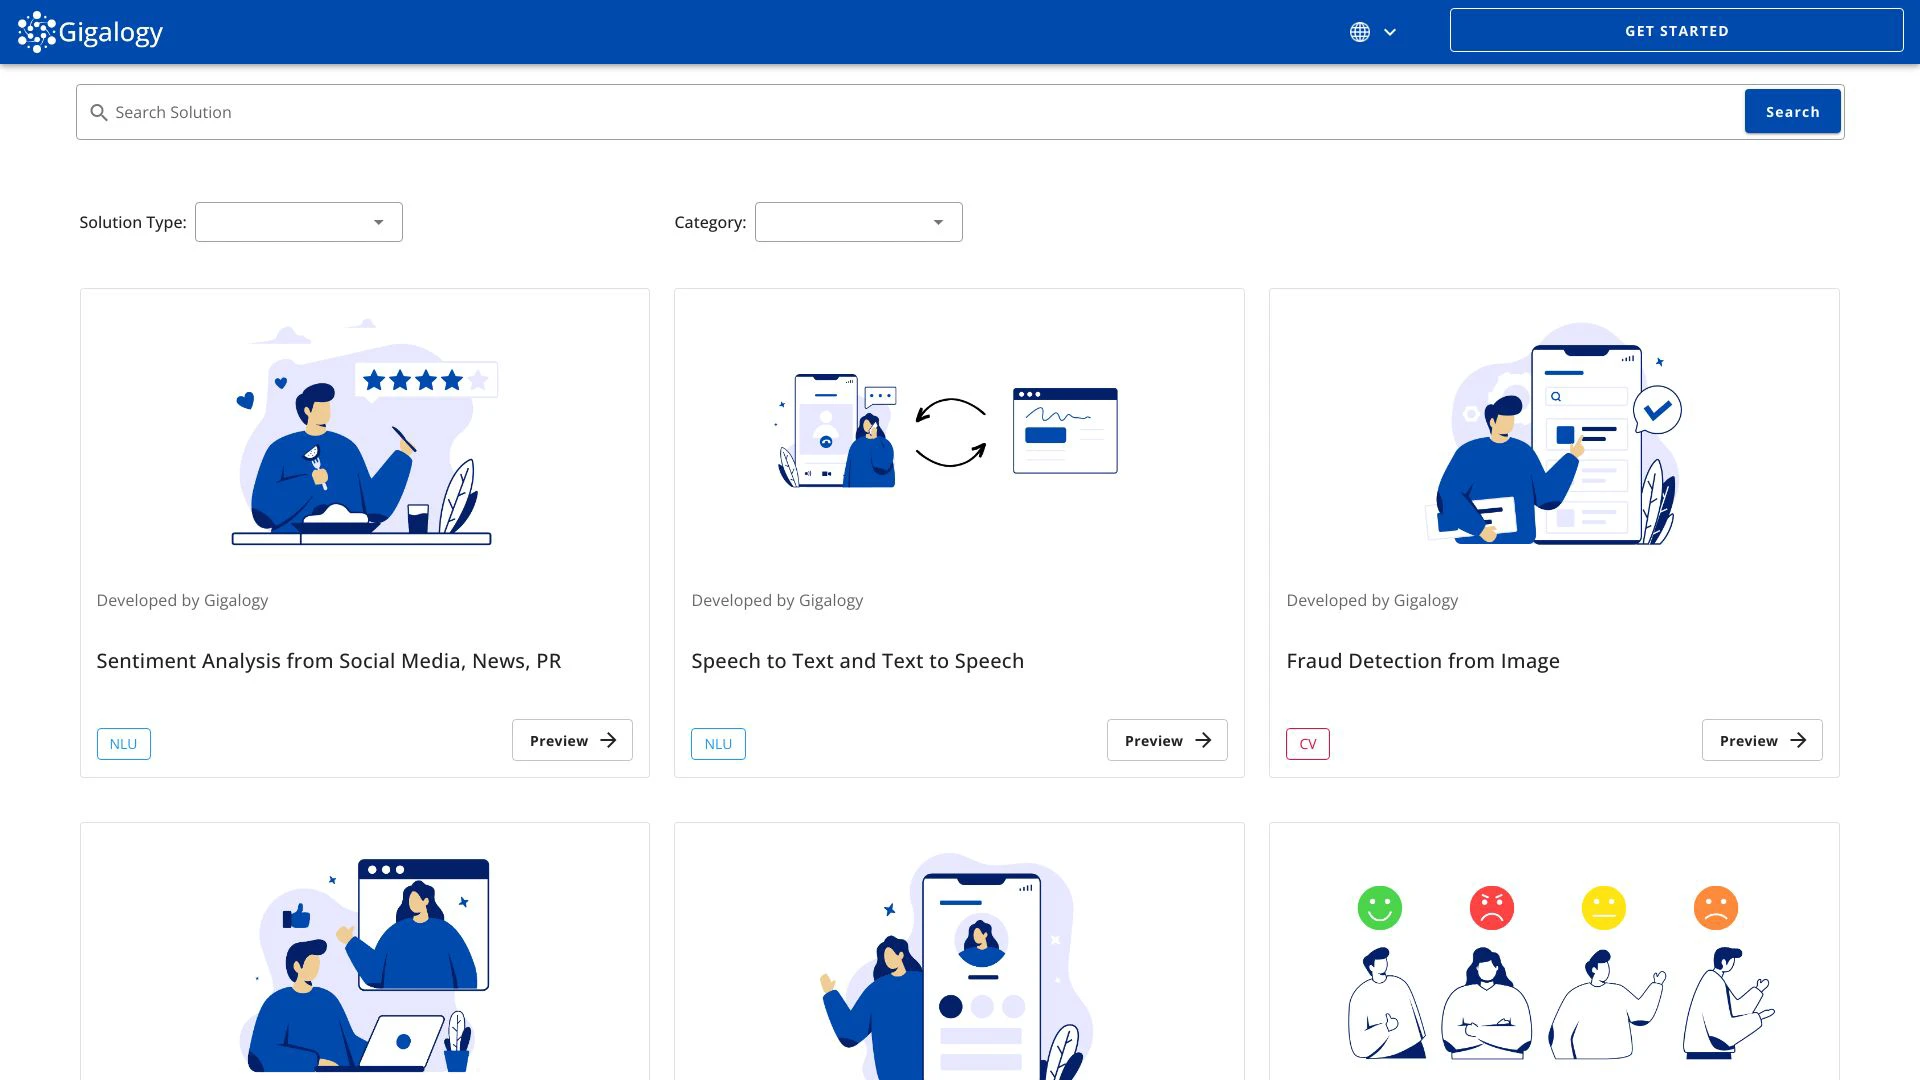 Gigalogy
GET STARTED
Search Solution
Search
Solution Type:
Category:
Developed by Gigalogy
Sentiment Analysis from Social Media, News, PR
NLU
Preview
Developed by Gigalogy
Speech to Text and Text to Speech
NLU
Preview
Developed by Gigalogy
Fraud Detection from Image
CV
Preview